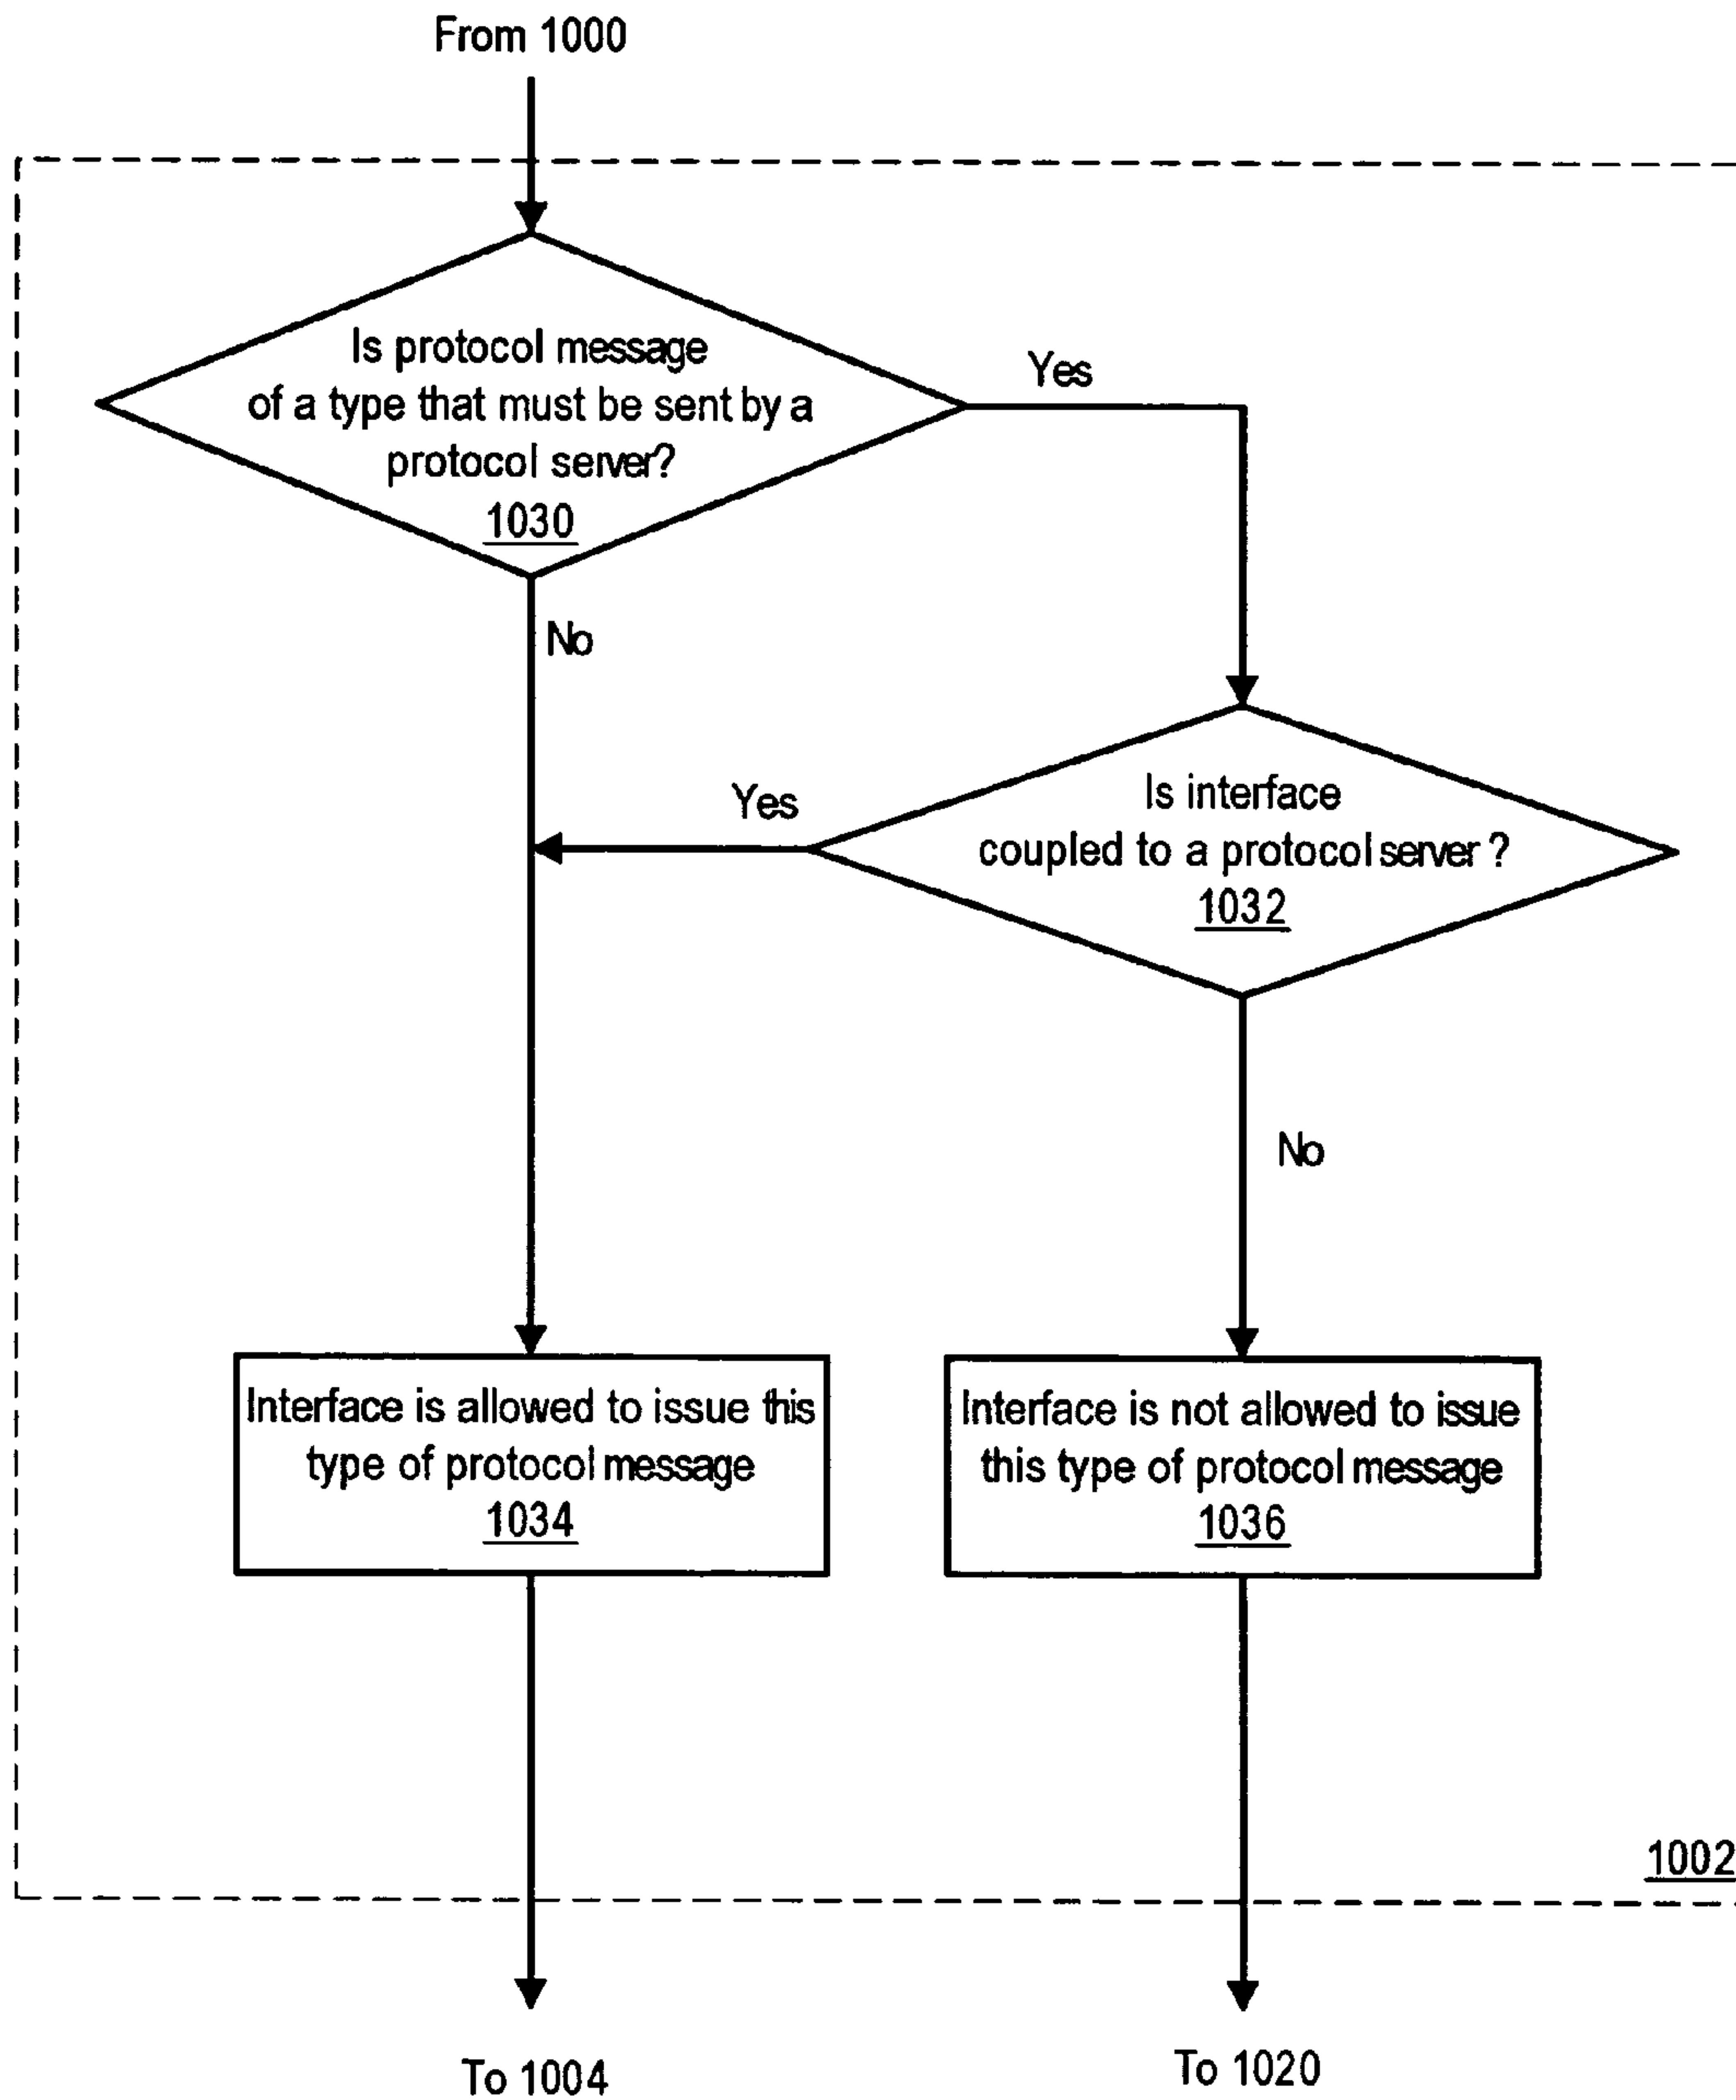 From 1000
Is protocol message
of a type that must be sent by a
protocol server?
1030
Yes
No
Is interface
coupled to a protocol server ?
1032
Yes
No
Interface is allowed to issue this
type of protocol message
1034
Interface is not allowed to issue
this type of protocol message
1036
1002
To 1004
To 1020